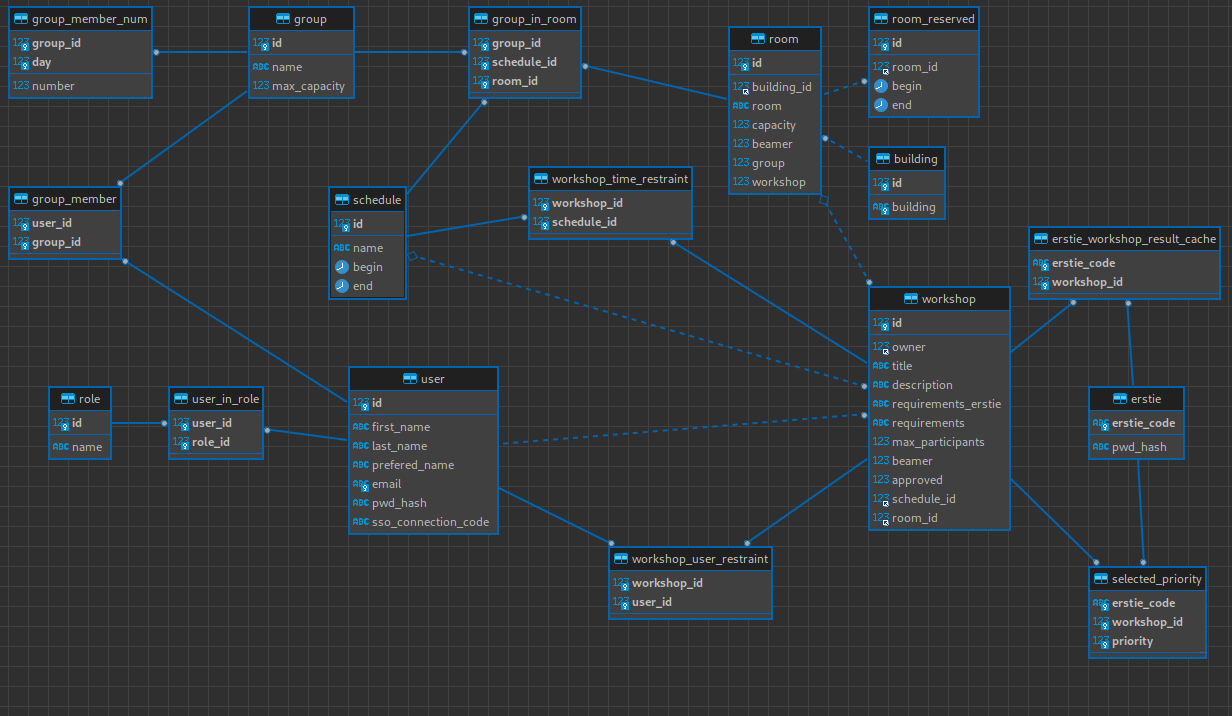 group_member_num
123 group_id
123 day
123 number
group
123 id
ABC name
123 max_capacity
group_in_room
123 group_id
123 schedule_id
123 room_id
room
123 id
123 building_id
ABC room
123 capacity
123 beamer
123 group
123 workshop
room_reserved
123 id
123 room_id
begin
end
building
123 id
ABC building
group_member
123 user_id
123 group_id
schedule
123 id
ABC name
begin
end
workshop_time_restraint
123 workshop_id
123 schedule_id
erstie_workshop_result_cache
ABC erstie_code
123 workshop_id
workshop
123 id
123 owner
ABC title
ABC description
ABC requirements_erstie
ABC requirements
123 max_participants
123 beamer
123 approved
123 schedule_id
123 room_id
role
123 id
ABC name
user_in_role
123 user_id
123 role_id
user
123 id
ABC first_name
ABC last_name
ABC prefered_name
ABC email
ABC pwd_hash
ABC sso_connection_code
erstie
ABC erstie_code
ABC pwd_hash
workshop_user_restraint
123 workshop_id
123 user_id
selected_priority
ABC erstie_code
123 workshop_id
123 priority